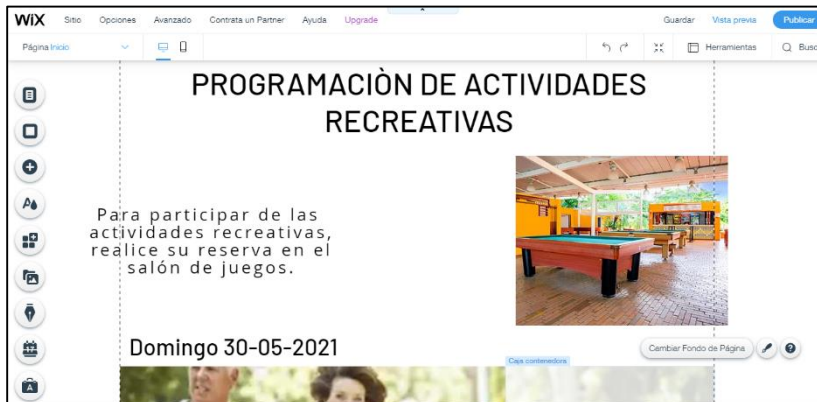 WiX Sitio Opciones Avanzado Contrata un Partner Ayuda Upgrade Guardar Vista previa Publicar
Página Inicio Herramientas Busc
PROGRAMACIÒN DE ACTIVIDADES
RECREATIVAS
Para participar de las
actividades recreativas,
realice su reserva en el
salón de juegos.
Domingo 30-05-2021
Cambiar Fondo de Página
Caja contenedora